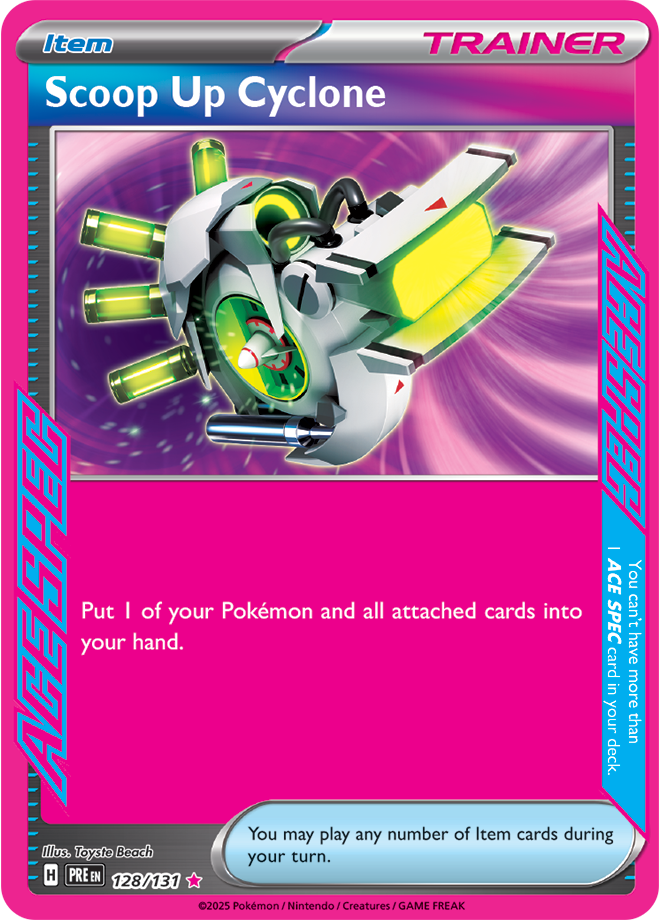 Item
TRAINER
Scoop Up Cyclone
ACE SPEC
ACE SPEC
Put 1 of your Pokémon and all attached cards into
your hand.
You can't have more than
1 ACE SPEC card in your deck.
You may play any number of Item cards during
your turn.
Illus. Toyste Beach
H PRE EN 128/131 ★
©2025 Pokémon / Nintendo / Creatures / GAME FREAK